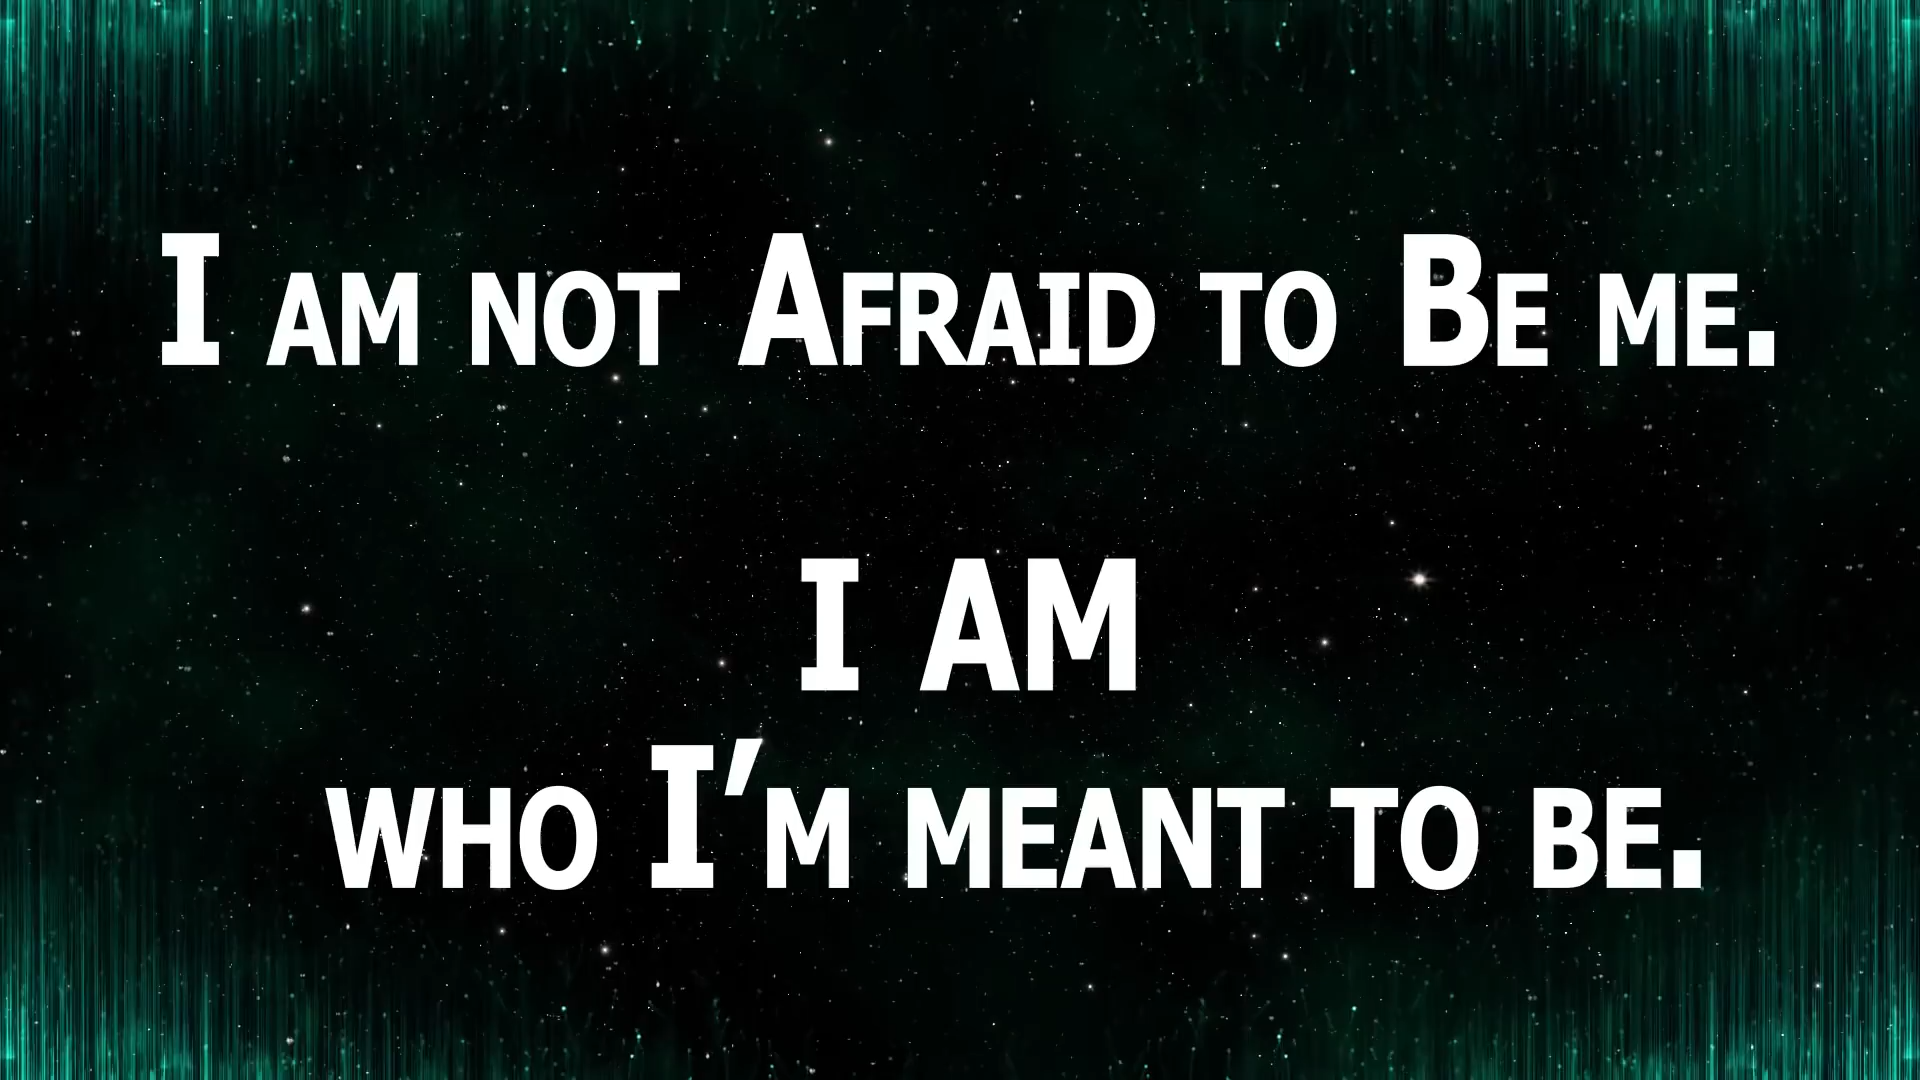 I am not Afraid to Be me.
I AM
who I’m meant to be.